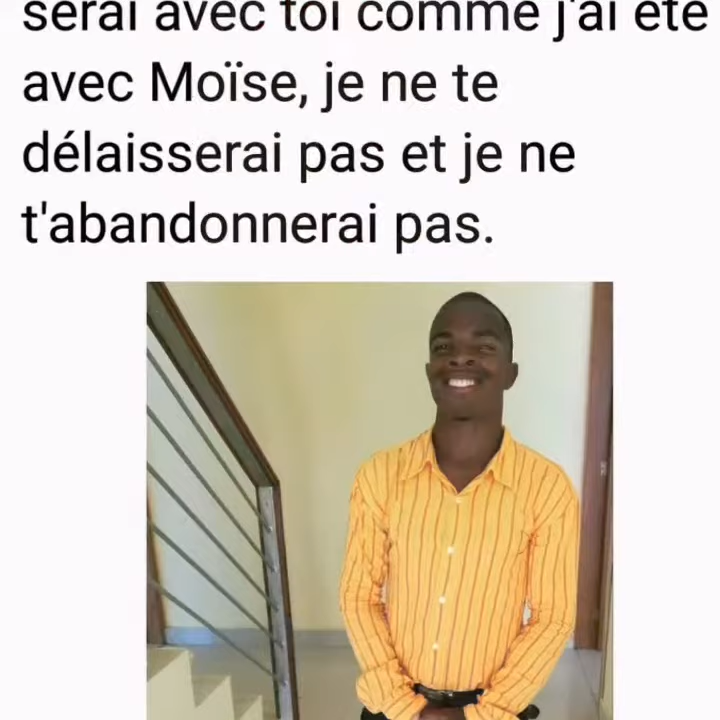 serai avec toi comme j'ai été
avec Moïse, je ne te
délaisserai pas et je ne
t'abandonnerai pas.